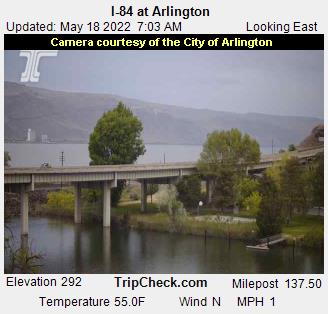 I-84 at Arlington
Updated: May 18 2022 7:03 AM Looking East
Camera courtesy of the City of Arlington
Elevation 292 TripCheck.com Milepost 137.50
Temperature 55.0F Wind N MPH 1